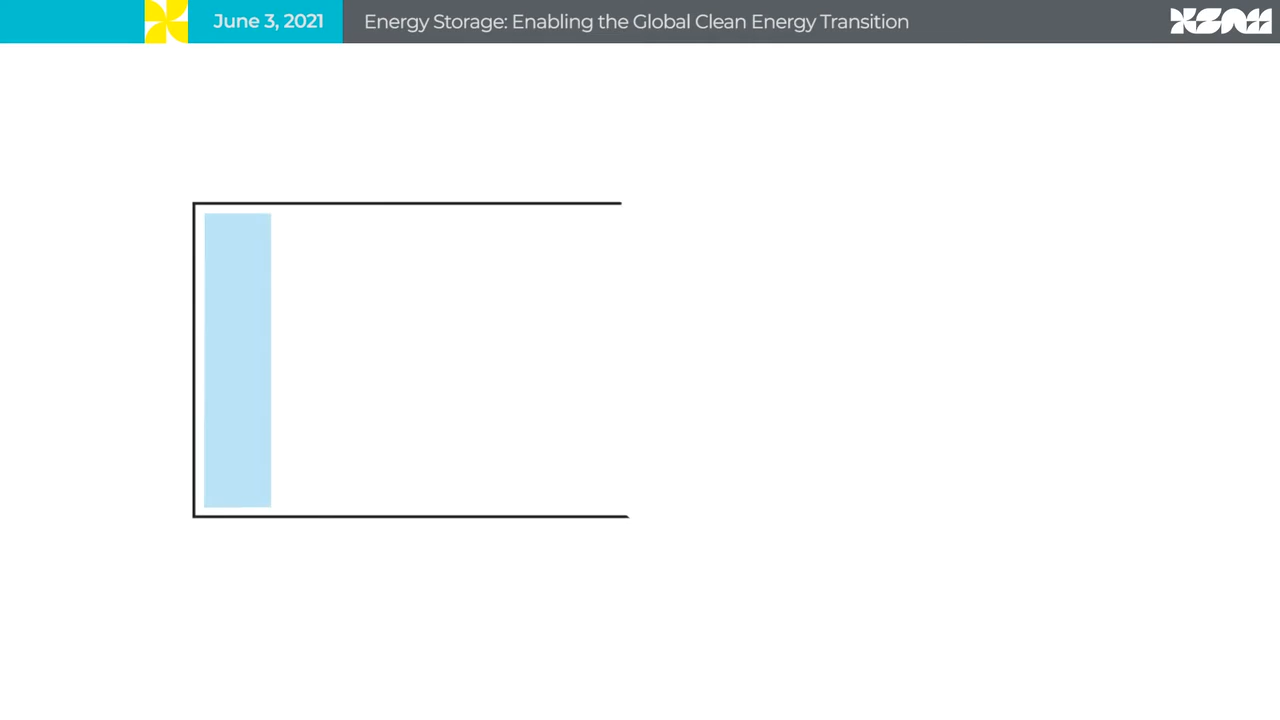 June 3, 2021
Energy Storage: Enabling the Global Clean Energy Transition